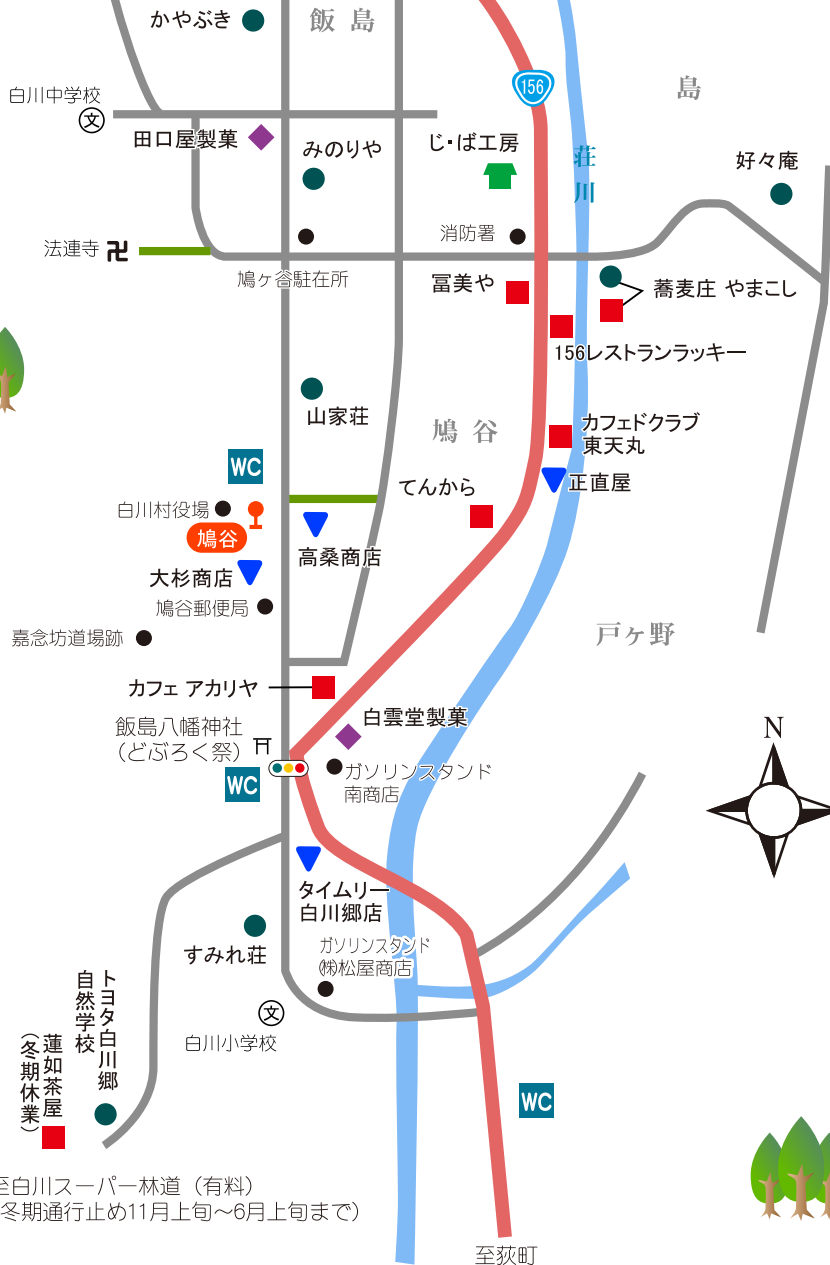 かやぶき
飯島
156
島
白川中学校
文
田口屋製菓
みのりや
じ・ば工房
荘川
好々庵
法連寺
消防署
鳩ヶ谷駐在所
冨美や
蕎麦庄 やまこし
156レストランラッキー
山家荘
鳩谷
カフェドクラブ
東天丸
WC
てんから
正直屋
白川村役場
鳩谷
高桑商店
大杉商店
鳩谷郵便局
嘉念坊道場跡
戸ヶ野
カフェ アカリヤ
白雲堂製菓
飯島八幡神社
（どぶろく祭）
N
WC
ガソリンスタンド
南商店
タイムリー
白川郷店
すみれ荘
ガソリンスタンド
㈱松屋商店
文
白川小学校
トヨタ白川郷
自然学校
蓮如茶屋
（冬期休業）
WC
至白川スーパー林道（有料）
冬期通行止め11月上旬～6月上旬まで）
至荻町